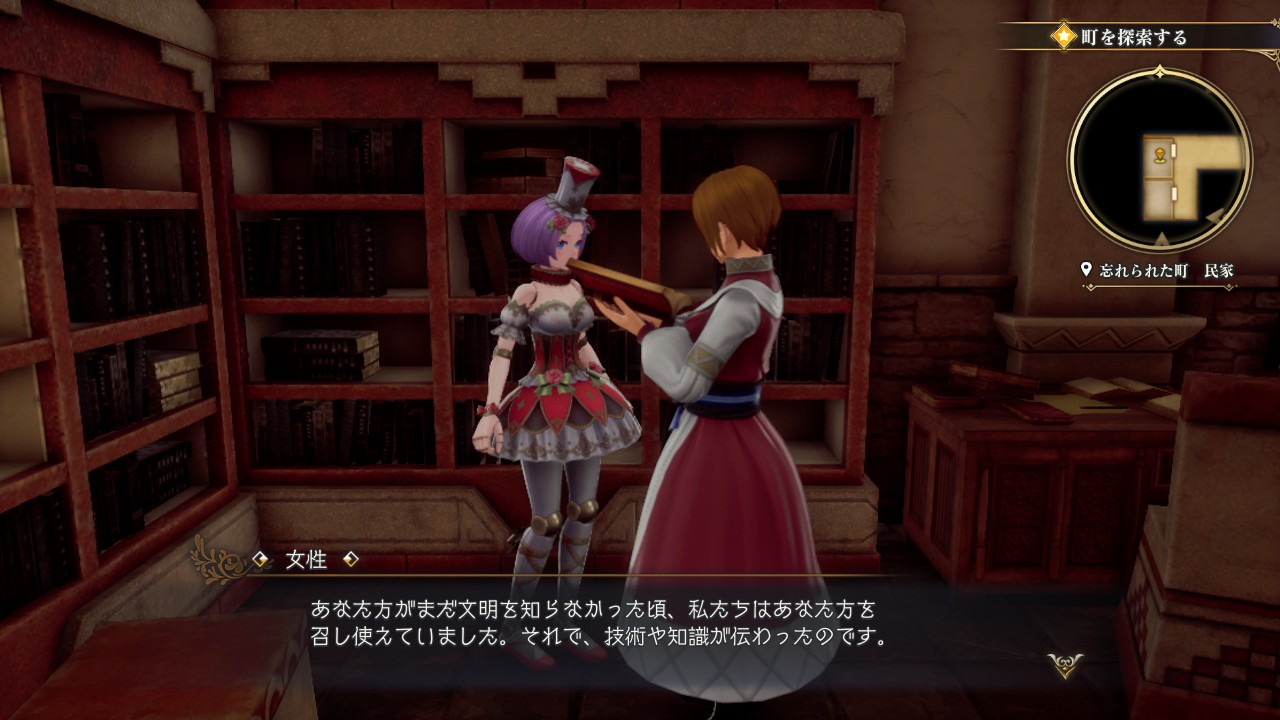 町を探索する
忘れられた町　民家
女性
あなた方がまだ文明を知らなかった頃、私たちはあなた方を
召し使えていました。それで、技術や知識が伝わったのです。